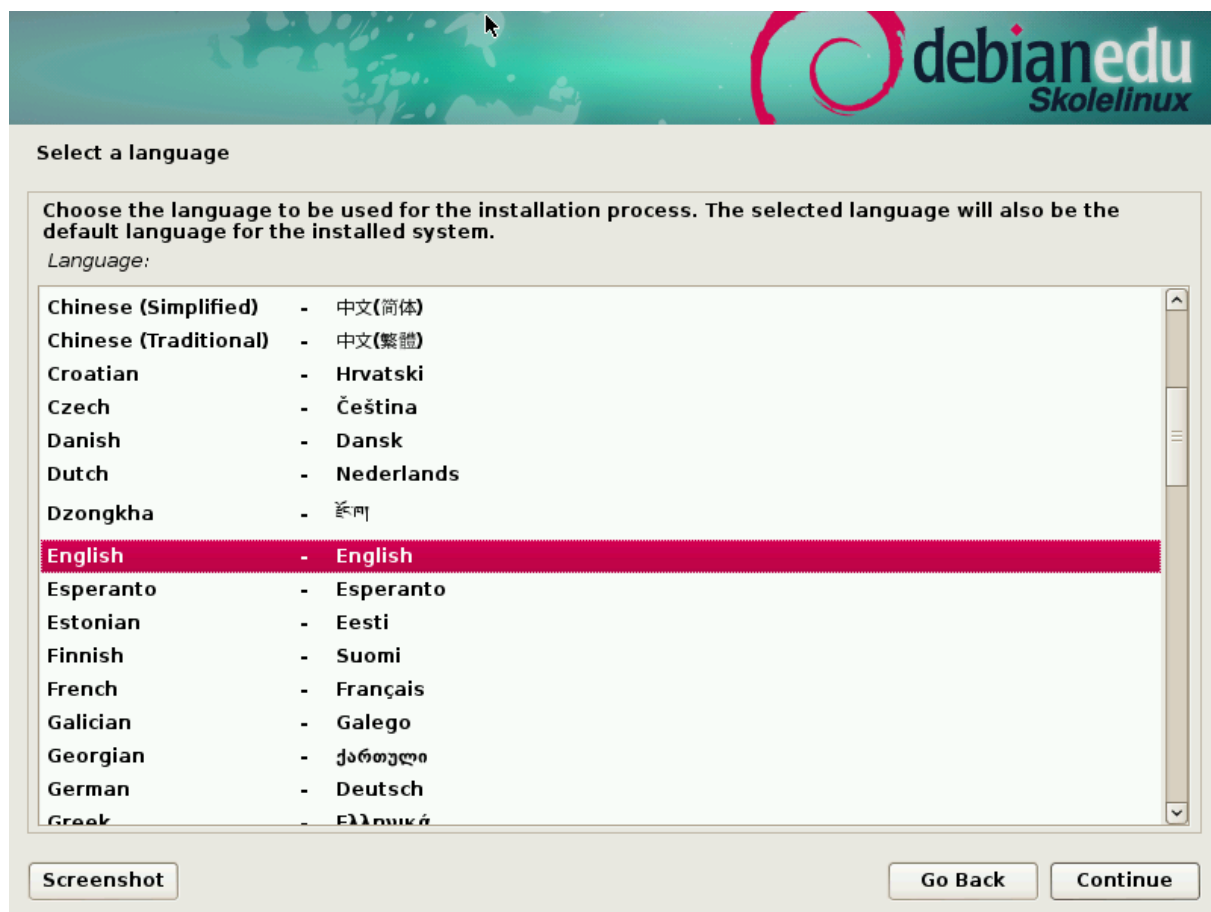 debianedu
Skolelinux
Select a language
Choose the language to be used for the installation process. The selected language will also be the
default language for the installed system.
Language:
Chinese (Simplified) - 中文(简体)
Chinese (Traditional) - 中文(繁體)
Croatian - Hrvatski
Czech - Čeština
Danish - Dansk
Dutch - Nederlands
Dzongkha - རྫོང་ཁ།
English - English
Esperanto - Esperanto
Estonian - Eesti
Finnish - Suomi
French - Français
Galician - Galego
Georgian - ქართული
German - Deutsch
Greek - Ελληνικά
Screenshot Go Back Continue